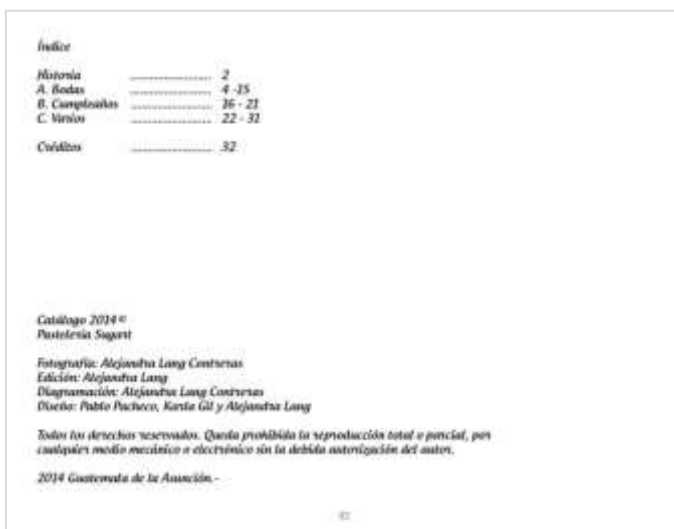 Índice
Historia ........................ 2
A. Bodas ........................ 4 -15
B. Cumpleaños ........................ 16 - 21
C. Varios ........................ 22 - 31
Créditos ........................ 32
Catálogo 2014 ©
Pastelería Sugart
Fotografía: Alejandra Lang Contreras
Edición: Alejandra Lang
Diagramación: Alejandra Lang Contreras
Diseño: Pablo Pacheco, Karla Gil y Alejandra Lang
Todos los derechos reservados. Queda prohibida la reproducción total o parcial, por
cualquier medio mecánico o electrónico sin la debida autorización del autor.
2014 Guatemala de la Asunción.-